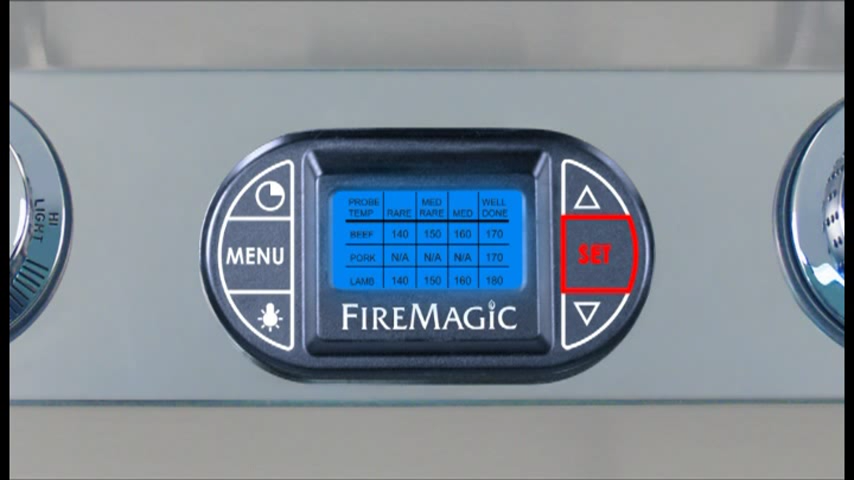 PROBE TEMP RARE MED RARE MED WELL DONE
BEEF 140 150 160 170
PORK N/A N/A N/A 170
LAMB 140 150 160 180
MENU
SET
FIREMAGIC
HI
LIGHT